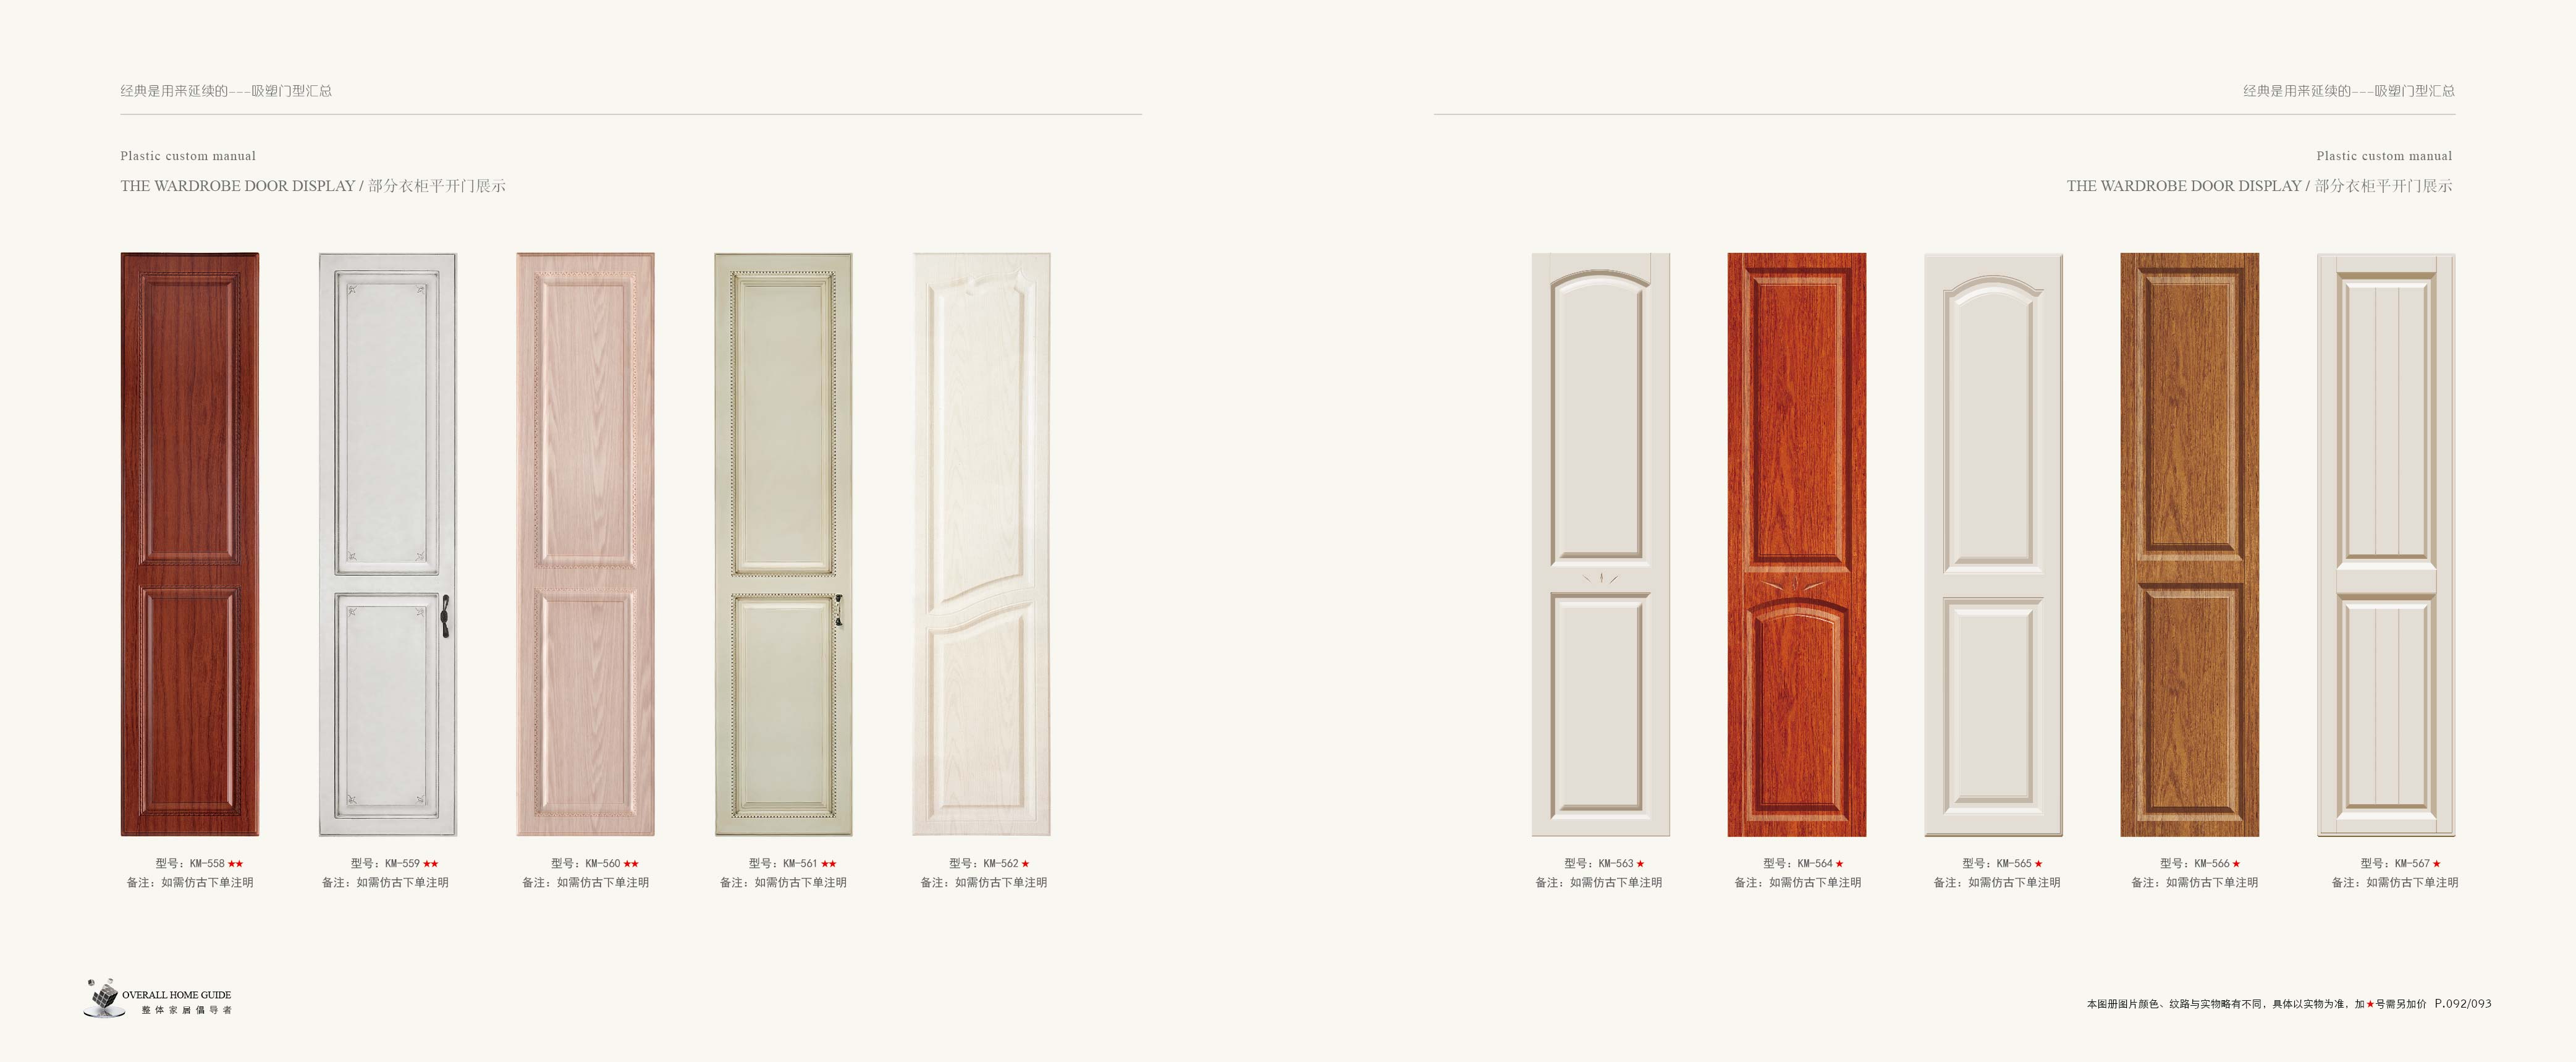 经典是用来延续的---吸塑门型汇总
Plastic custom manual
THE WARDROBE DOOR DISPLAY / 部分衣柜平开门展示
型号：KM-558 ★★
备注：如需仿古下单注明
型号：KM-559 ★★
备注：如需仿古下单注明
型号：KM-560 ★★
备注：如需仿古下单注明
型号：KM-561 ★★
备注：如需仿古下单注明
型号：KM-562 ★
备注：如需仿古下单注明
OVERALL HOME GUIDE
整体家居倡导者
经典是用来延续的---吸塑门型汇总
Plastic custom manual
THE WARDROBE DOOR DISPLAY / 部分衣柜平开门展示
型号：KM-563 ★
备注：如需仿古下单注明
型号：KM-564 ★
备注：如需仿古下单注明
型号：KM-565 ★
备注：如需仿古下单注明
型号：KM-566 ★
备注：如需仿古下单注明
型号：KM-567 ★
备注：如需仿古下单注明
本图册图片颜色、纹路与实物略有不同，具体以实物为准，加★号需另加价 P.092/093